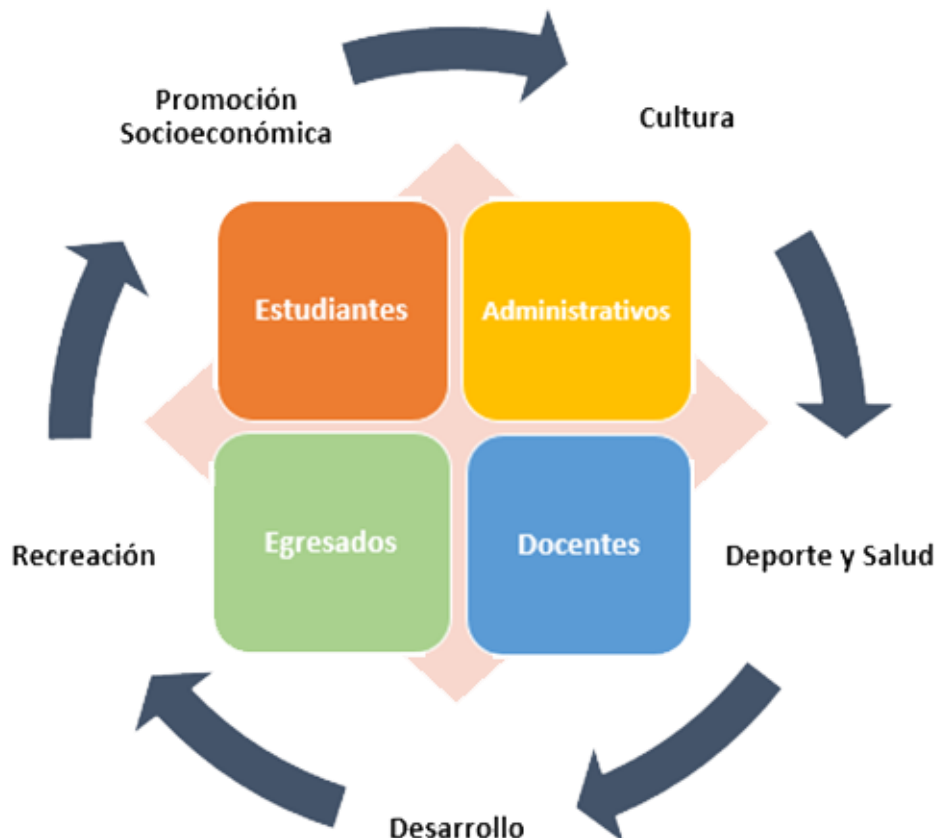 Promoción
Socioeconómica
Cultura
Estudiantes
Administrativos
Egresados
Docentes
Recreación
Deporte y Salud
Desarrollo